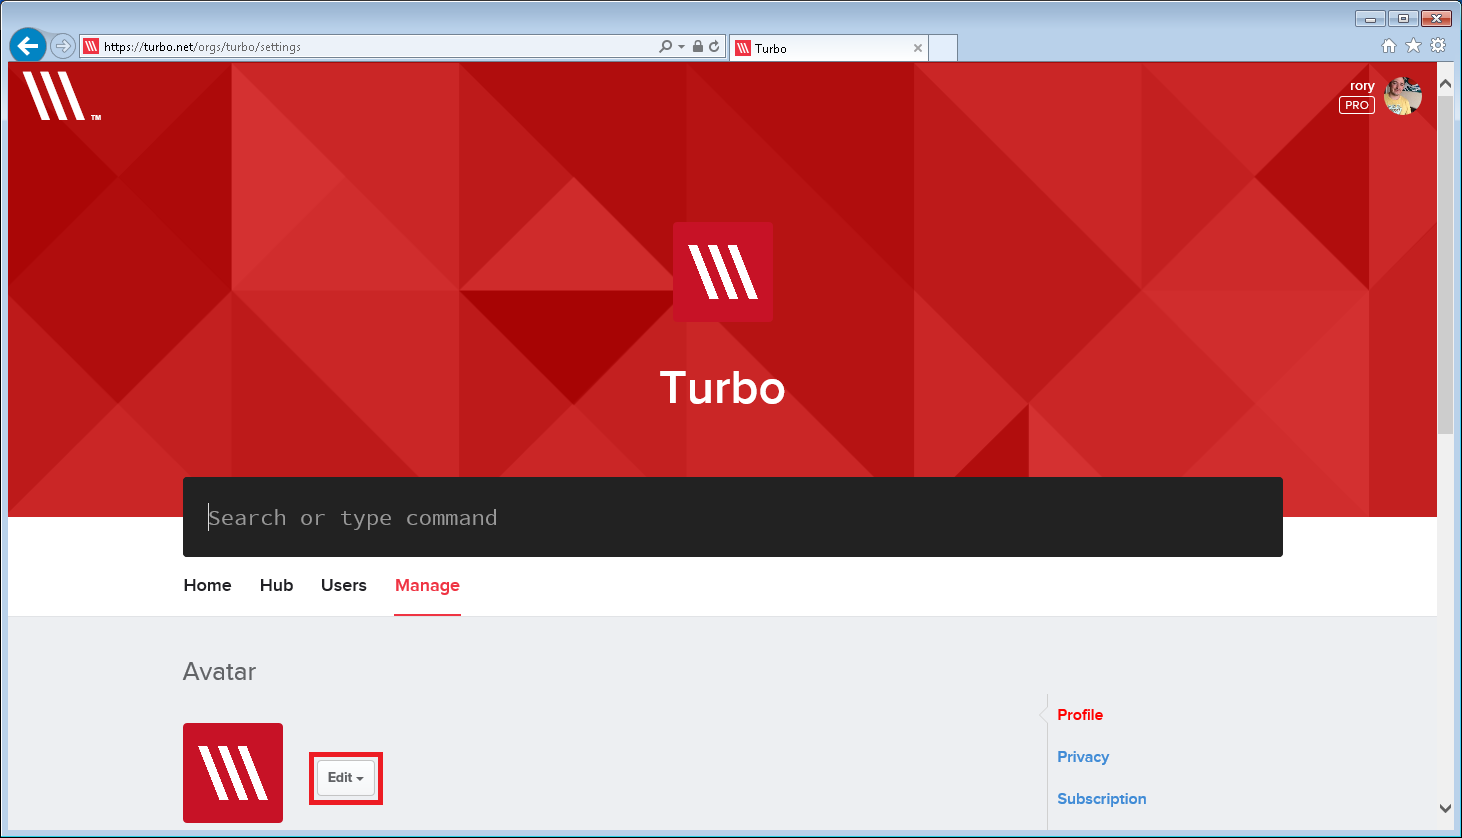 https://turbo.net/orgs/turbo/settings
Turbo
TM
rory
PRO
Turbo
Search or type command
Home Hub Users Manage
Avatar
Edit
Profile
Privacy
Subscription